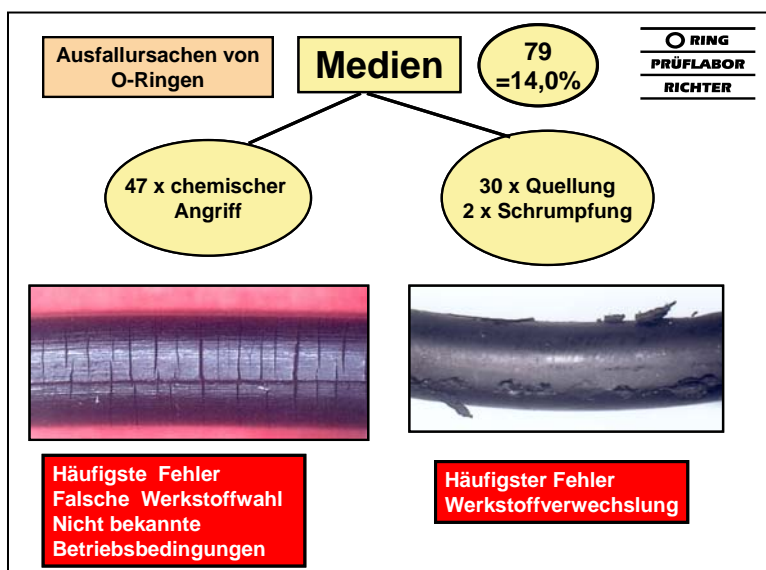 Ausfallursachen von
O-Ringen
Medien
79
=14,0%
O RING
PRÜFLABOR
RICHTER
47 x chemischer
Angriff
30 x Quellung
2 x Schrumpfung
Häufigste Fehler
Falsche Werkstoffwahl
Nicht bekannte
Betriebsbedingungen
Häufigster Fehler
Werkstoffverwechslung